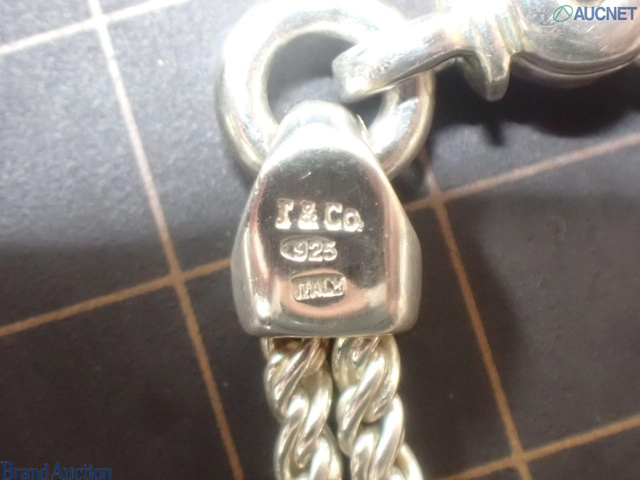 AUCNET
T & Co.
925
ITALY
Brand Auction